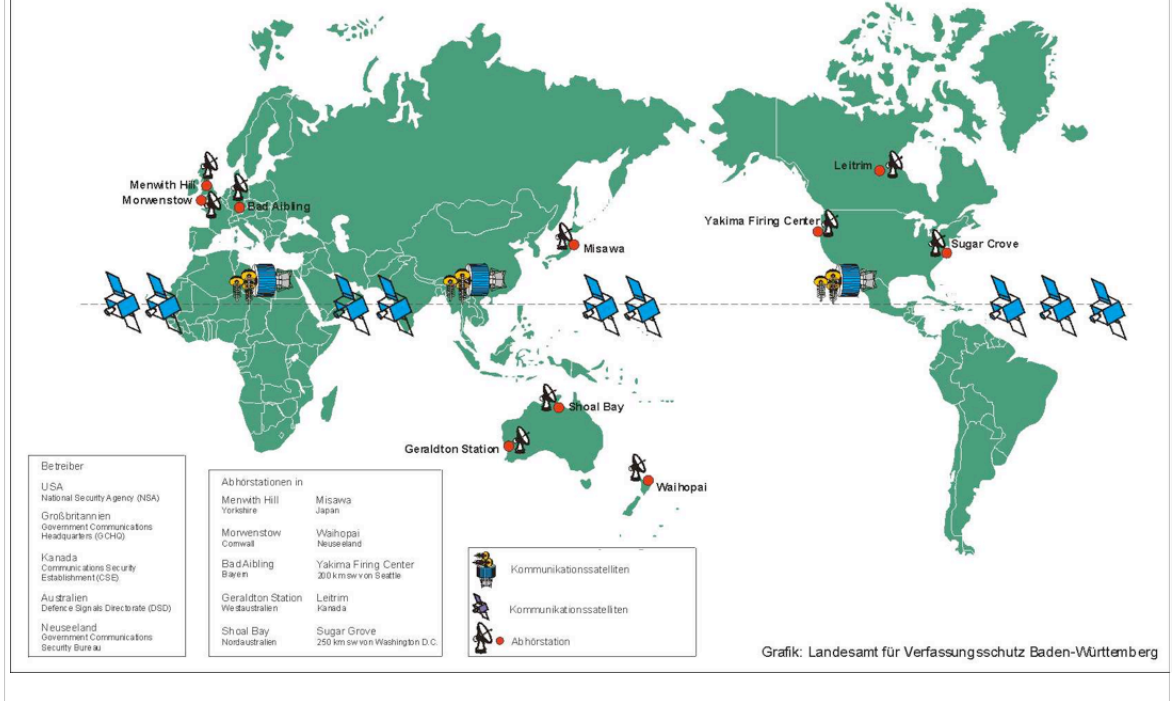 Menwith Hill
Morwenstow
Bad Aibling
Misawa
Leitrim
Yakima Firing Center
Sugar Crove
Shoal Bay
Geraldton Station
Waihopai
Betreiber
USA
National Security Agency (NSA)
Großbritannien
Government Communications
Headquarters (GCHQ)
Kanada
Communications Security
Establishment (CSE)
Australien
Defence Signals Directorate (DSD)
Neuseeland
Government Communications
Security Bureau
Abhörstationen in
Menwith Hill
Yorkshire
Misawa
Japan
Morwenstow
Cornwall
Waihopai
Neuseeland
Bad Aibling
Bayern
Yakima Firing Center
200 km sw von Seattle
Geraldton Station
Westaustralien
Leitrim
Kanada
Shoal Bay
Nordaustralien
Sugar Grove
250 km sw von Washington D.C.
Kommunikationssatelliten
Kommunikationssatelliten
Abhörstation
Grafik: Landesamt für Verfassungsschutz Baden-Württemberg